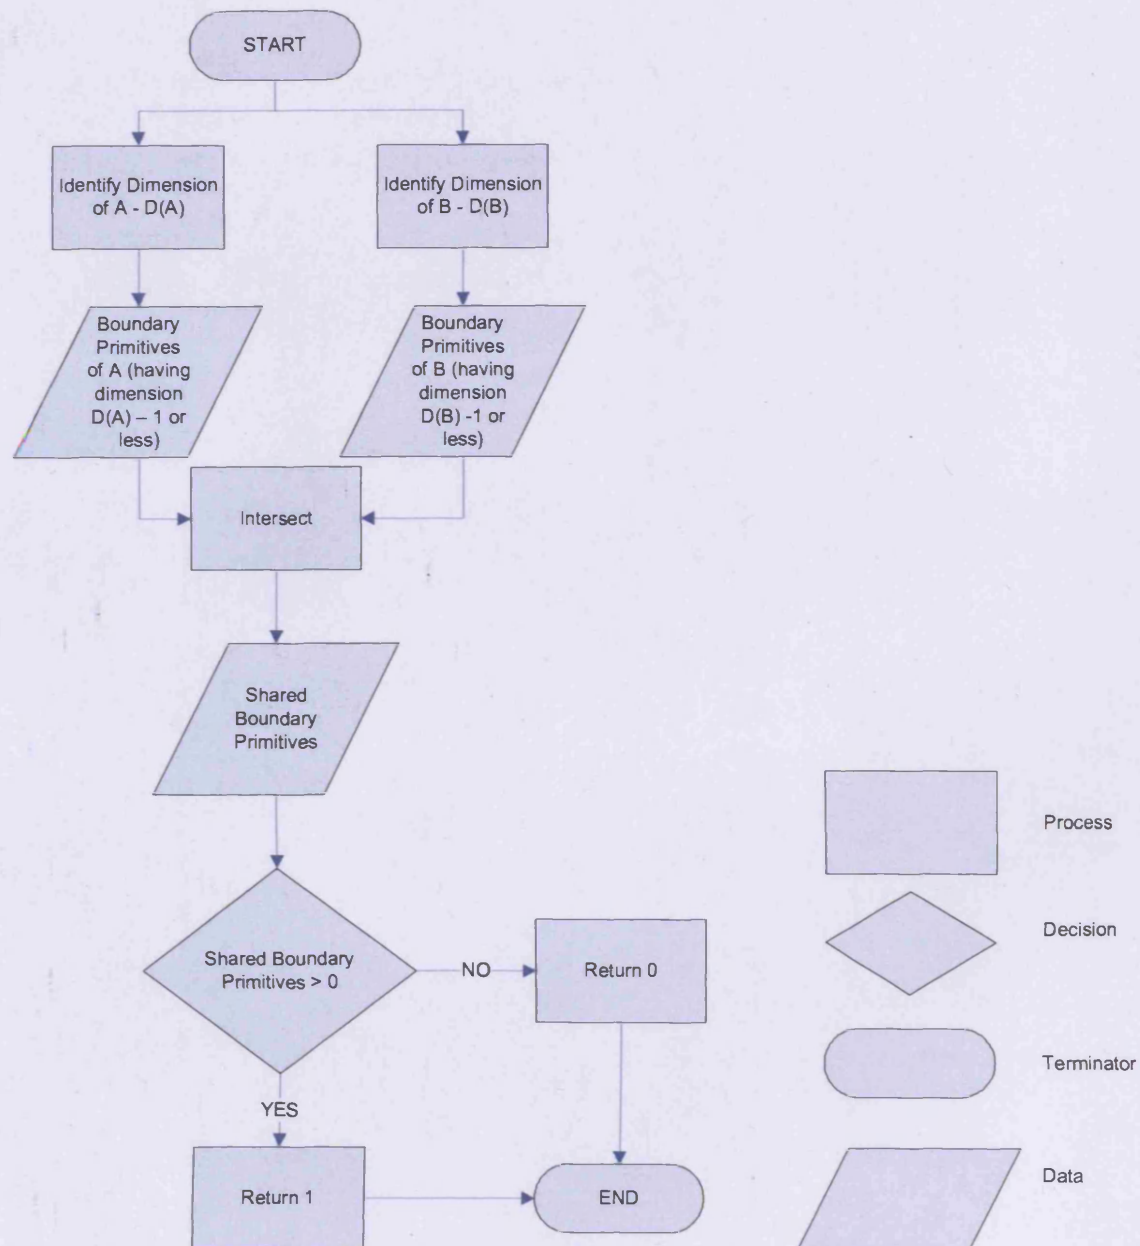 START
Identify Dimension
of A - D(A)
Identify Dimension
of B - D(B)
Boundary
Primitives
of A (having
dimension
D(A) – 1 or
less)
Boundary
Primitives
of B (having
dimension
D(B) -1 or
less)
Intersect
Shared
Boundary
Primitives
Shared Boundary
Primitives > 0
NO
Return 0
YES
Return 1
END
Process
Decision
Terminator
Data